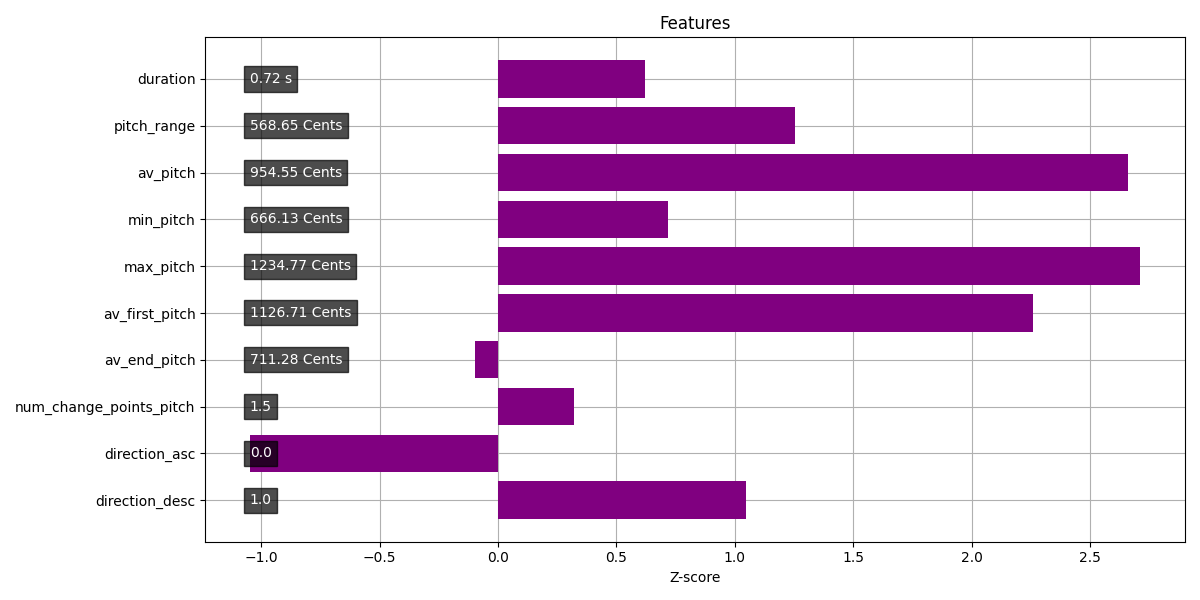 Features
duration 0.72 s
pitch_range 568.65 Cents
av_pitch 954.55 Cents
min_pitch 666.13 Cents
max_pitch 1234.77 Cents
av_first_pitch 1126.71 Cents
av_end_pitch 711.28 Cents
num_change_points_pitch 1.5
direction_asc 0.0
direction_desc 1.0
−1.0 −0.5 0.0 0.5 1.0 1.5 2.0 2.5
Z-score